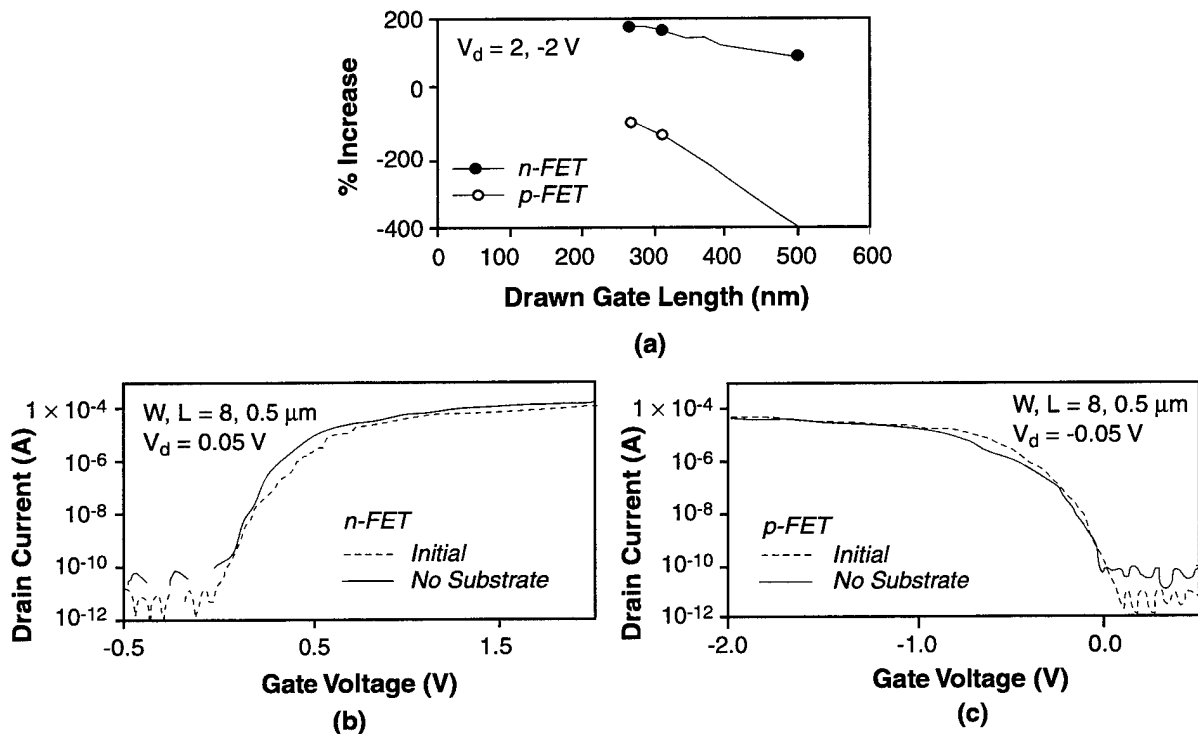 200
0
-200
-400
% Increase
V_d = 2, -2 V
n-FET
p-FET
0 100 200 300 400 500 600
Drawn Gate Length (nm)
(a)
1 × 10⁻⁴
10⁻⁶
10⁻⁸
10⁻¹⁰
10⁻¹²
Drain Current (A)
W, L = 8, 0.5 μm
V_d = 0.05 V
n-FET
Initial
No Substrate
-0.5 0.5 1.5
Gate Voltage (V)
(b)
1 × 10⁻⁴
10⁻⁶
10⁻⁸
10⁻¹⁰
10⁻¹²
Drain Current (A)
W, L = 8, 0.5 μm
V_d = -0.05 V
p-FET
Initial
No Substrate
-2.0 -1.0 0.0
Gate Voltage (V)
(c)